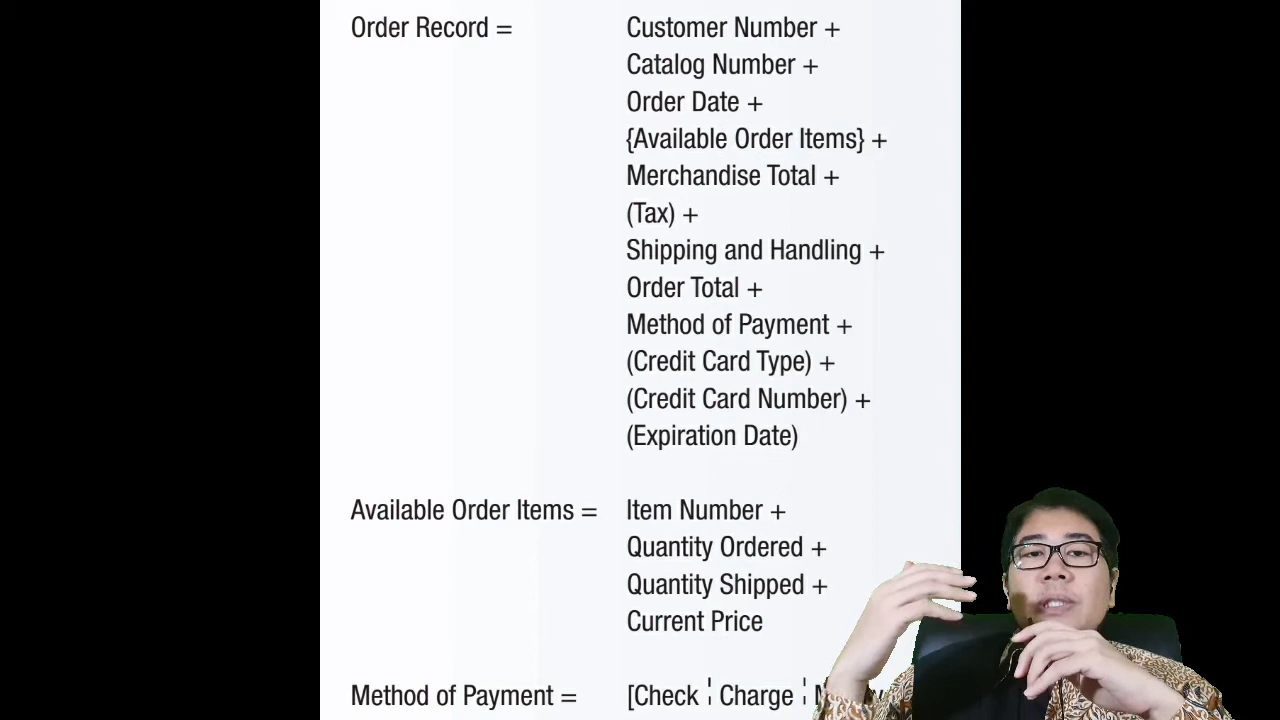 Order Record = Customer Number +
Catalog Number +
Order Date +
{Available Order Items} +
Merchandise Total +
(Tax) +
Shipping and Handling +
Order Total +
Method of Payment +
(Credit Card Type) +
(Credit Card Number) +
(Expiration Date)
Available Order Items = Item Number +
Quantity Ordered +
Quantity Shipped +
Current Price
Method of Payment = [Check ¦ Charge ¦